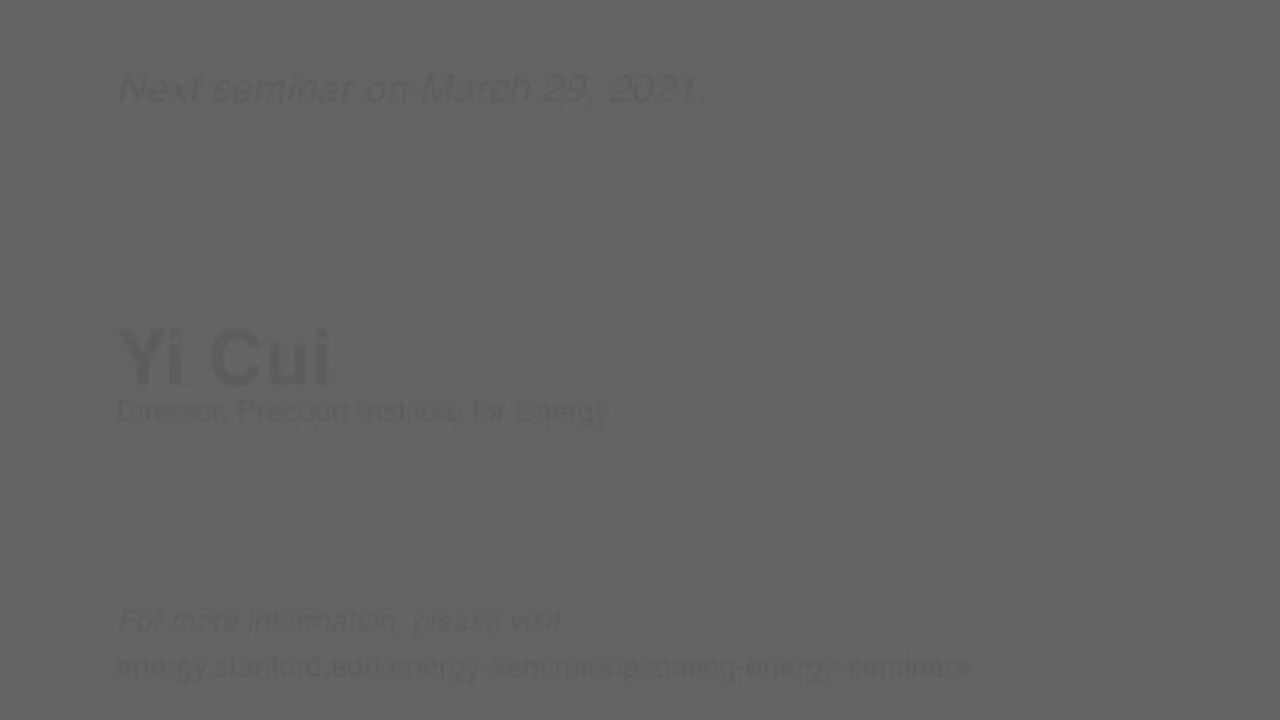 Next seminar on March 29, 2021.
Yi Cui
Director, Precourt Institute for Energy
For more information, please visit
energy.stanford.edu/energy-seminar/upcoming-energy-seminars